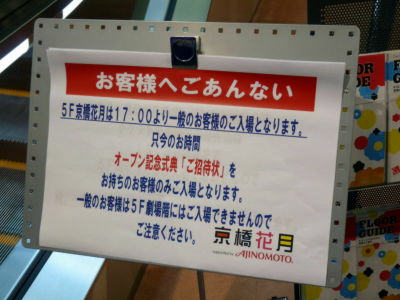 お客様へごあんない
5F京橋花月は17:00より一般のお客様のご入場となります。
只今のお時間
オープン記念式典「ご招待状」を
お持ちのお客様のみご入場となります。
一般のお客様は5F劇場階にはご入場できませんので
ご注意ください。
京橋花月
AJINOMOTO
FLOOR
GUIDE
FLOOR
GUIDE